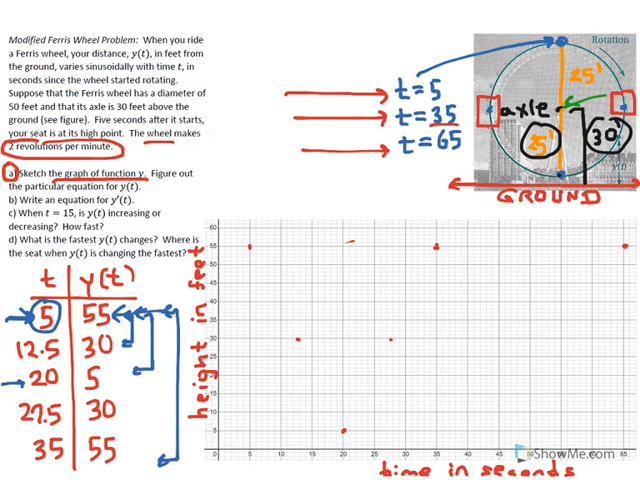 Modified Ferris Wheel Problem: When you ride
a Ferris wheel, your distance, y(t), in feet from
the ground, varies sinusoidally with time t, in
seconds since the wheel started rotating.
Suppose that the Ferris wheel has a diameter of
50 feet and that its axle is 30 feet above the
ground (see figure). Five seconds after it starts,
your seat is at its high point. The wheel makes
2 revolutions per minute.
a) Sketch the graph of function y. Figure out
the particular equation for y(t).
b) Write an equation for y′(t).
c) When t = 15, is y(t) increasing or
decreasing? How fast?
d) What is the fastest y(t) changes? Where is
the seat when y(t) is changing the fastest?
t = 5
t = 35
t = 65
Rotation
25'
axle
25'
30'
y(t)
GROUND
t y(t)
5 55
12.5 30
20 5
27.5 30
35 55
height in feet
60
55
50
45
40
35
30
25
20
15
10
5
0 5 10 15 20 25 30 35 40 45 50 55 60 65
time in seconds
ShowMe.com